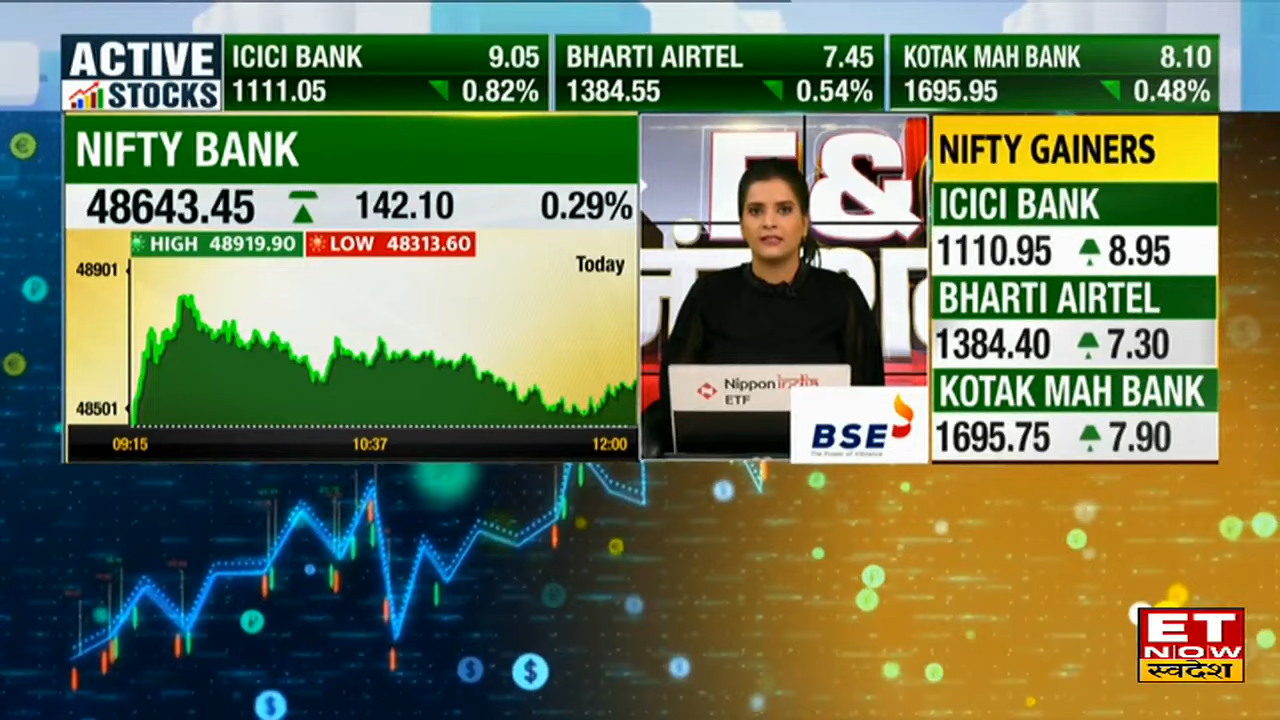 ACTIVE
STOCKS
ICICI BANK 9.05
1111.05 0.82%
BHARTI AIRTEL 7.45
1384.55 0.54%
KOTAK MAH BANK 8.10
1695.95 0.48%
NIFTY BANK
48643.45 142.10 0.29%
HIGH 48919.90 LOW 48313.60
Today
48901
48501
09:15 10:37 12:00
E&
Nippon india
ETF
BSE
NIFTY GAINERS
ICICI BANK
1110.95 8.95
BHARTI AIRTEL
1384.40 7.30
KOTAK MAH BANK
1695.75 7.90
ET
NOW
स्वदेश